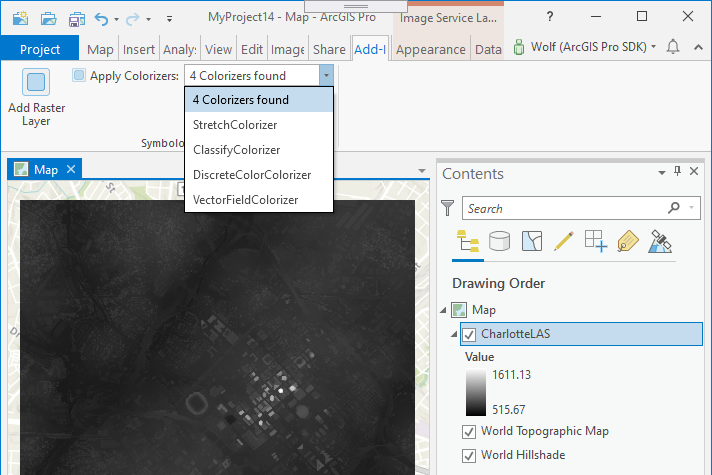 MyProject14 - Map - ArcGIS Pro
Image Service La...
?
Project Map Insert Analy: View Edit Image Share Add-I Appearance Data Wolf (ArcGIS Pro SDK)
Apply Colorizers: 4 Colorizers found
Add Raster
Layer
4 Colorizers found
StretchColorizer
ClassifyColorizer
DiscreteColorColorizer
VectorFieldColorizer
Symbolo
Map
St
St
Contents
Search
Drawing Order
Map
CharlotteLAS
Value
1611.13
515.67
World Topographic Map
World Hillshade